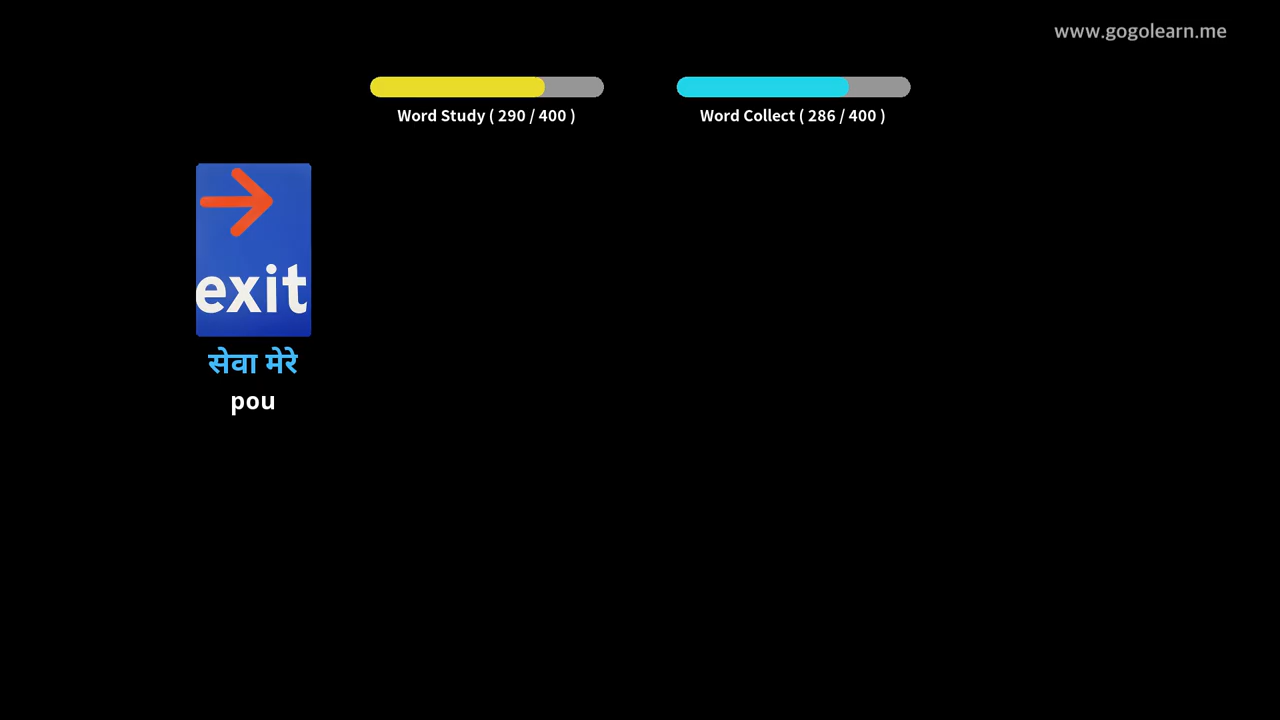 www.gogolearn.me
Word Study ( 290 / 400 )
Word Collect ( 286 / 400 )
exit
सेवा मेरे
pou